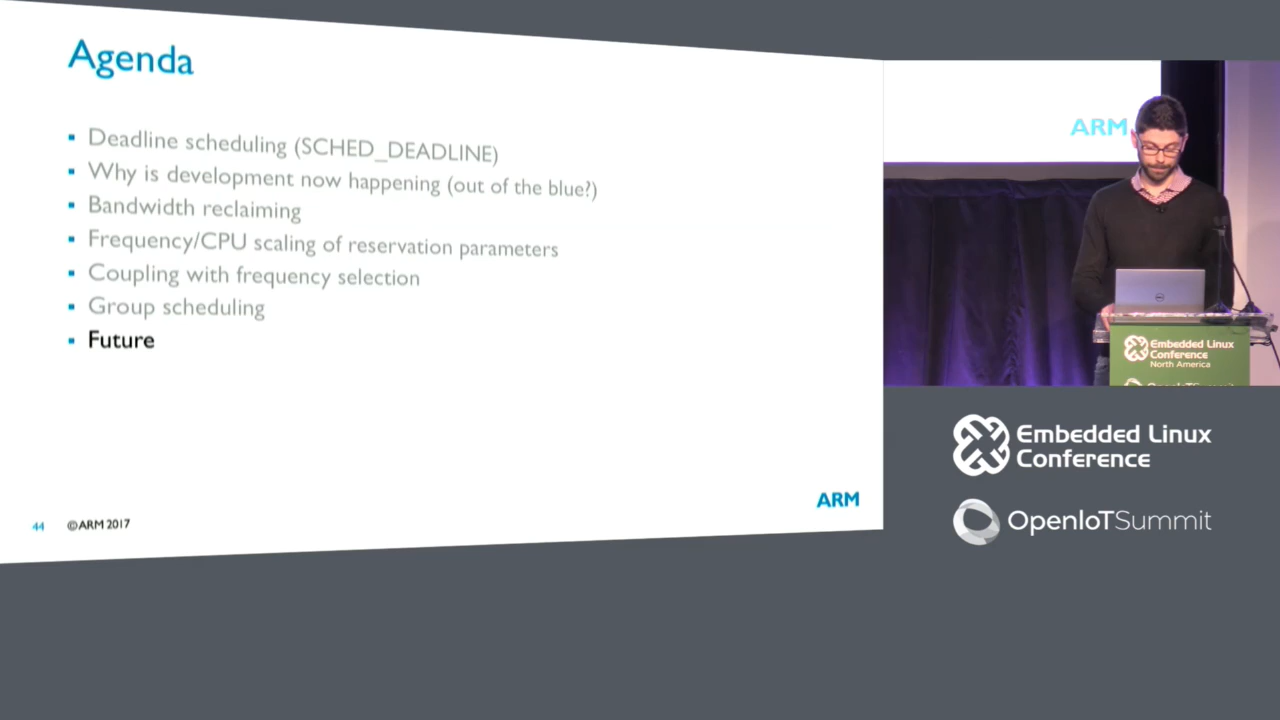 Agenda
Deadline scheduling (SCHED_DEADLINE)
Why is development now happening (out of the blue?)
Bandwidth reclaiming
Frequency/CPU scaling of reservation parameters
Coupling with frequency selection
Group scheduling
Future
ARM
44 ©ARM 2017
ARM
Embedded Linux
Conference
North America
OpenIoTSummit
Embedded Linux
Conference
OpenIoTSummit